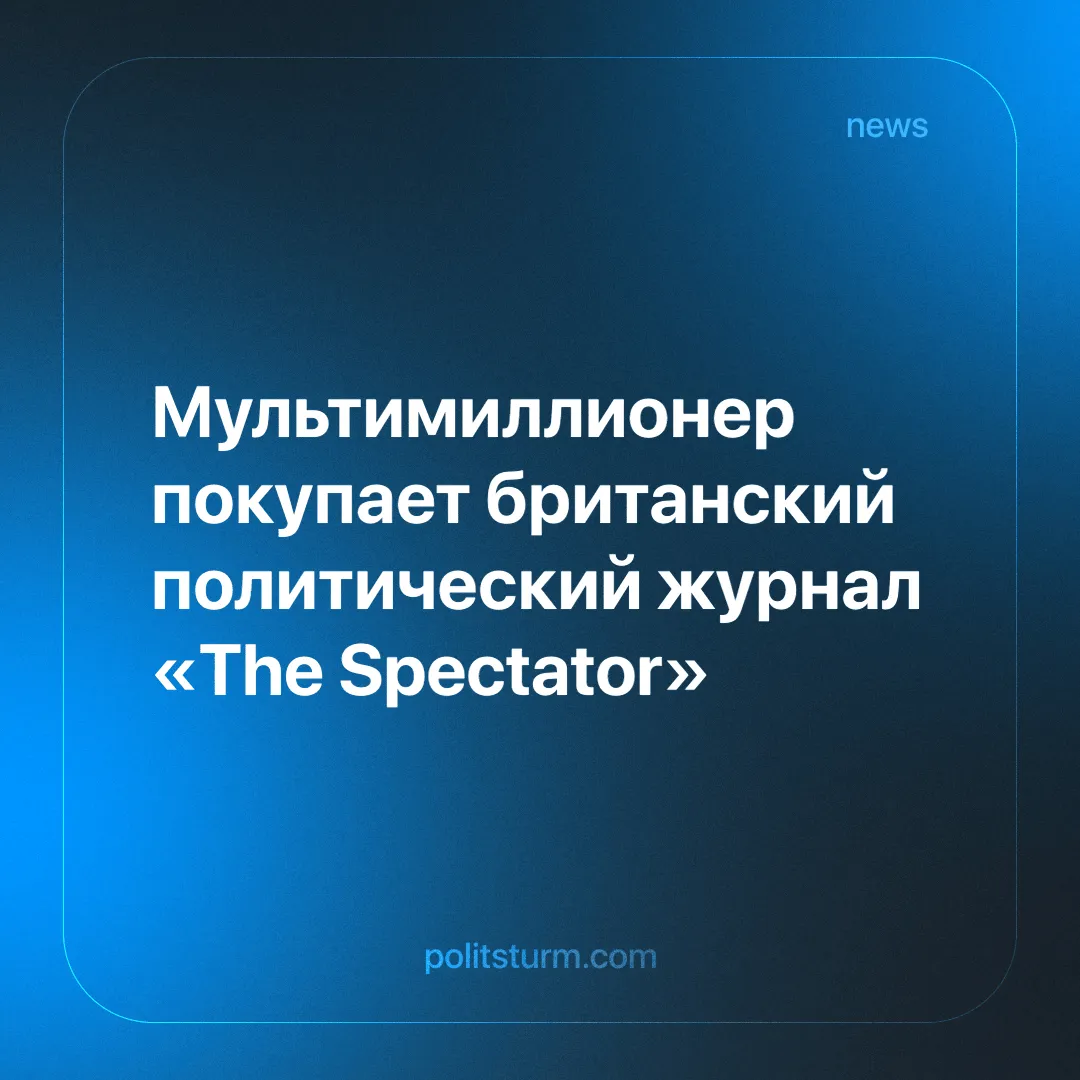 news
Мультимиллионер
покупает британский
политический журнал
«The Spectator»
politsturm.com